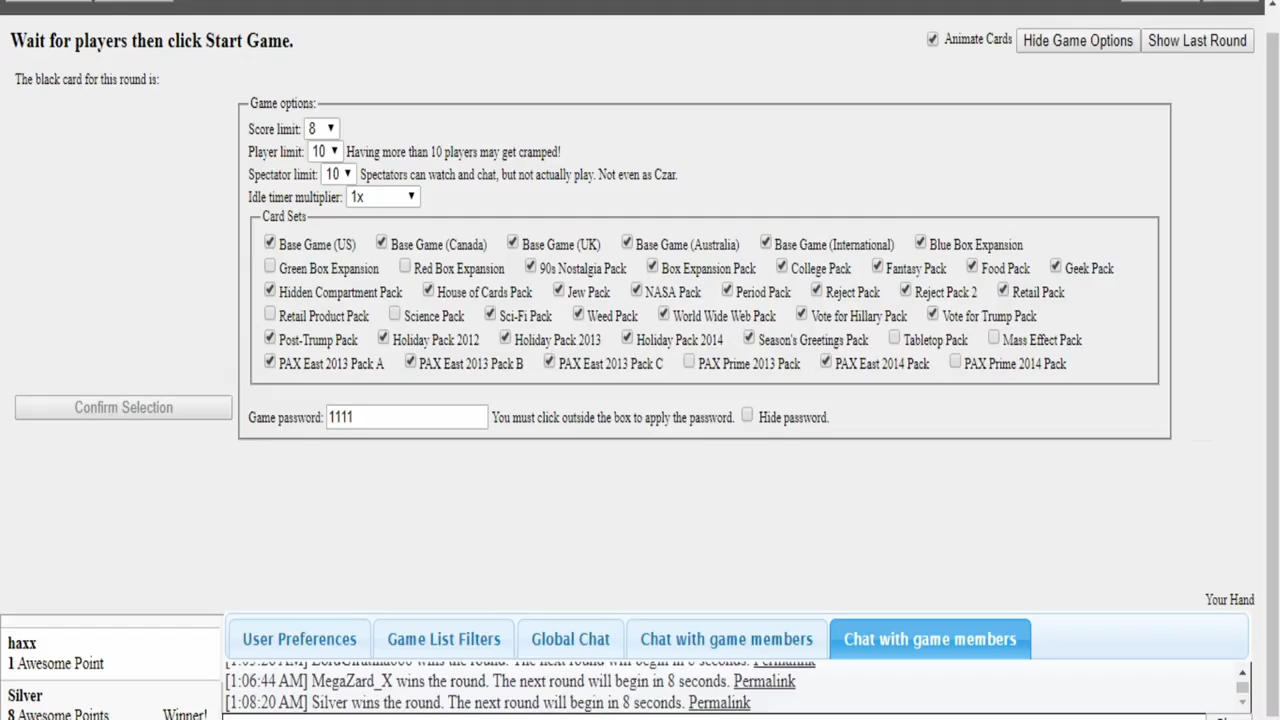 Wait for players then click Start Game.
Animate Cards Hide Game Options Show Last Round
The black card for this round is:
Game options:
Score limit: 8
Player limit: 10 Having more than 10 players may get cramped!
Spectator limit: 10 Spectators can watch and chat, but not actually play. Not even as Czar.
Idle timer multiplier: 1x
Card Sets
Base Game (US) Base Game (Canada) Base Game (UK) Base Game (Australia) Base Game (International) Blue Box Expansion
Green Box Expansion Red Box Expansion 90s Nostalgia Pack Box Expansion Pack College Pack Fantasy Pack Food Pack Geek Pack
Hidden Compartment Pack House of Cards Pack Jew Pack NASA Pack Period Pack Reject Pack Reject Pack 2 Retail Pack
Retail Product Pack Science Pack Sci-Fi Pack Weed Pack World Wide Web Pack Vote for Hillary Pack Vote for Trump Pack
Post-Trump Pack Holiday Pack 2012 Holiday Pack 2013 Holiday Pack 2014 Season's Greetings Pack Tabletop Pack Mass Effect Pack
PAX East 2013 Pack A PAX East 2013 Pack B PAX East 2013 Pack C PAX Prime 2013 Pack PAX East 2014 Pack PAX Prime 2014 Pack
Confirm Selection
Game password: 1111 You must click outside the box to apply the password. Hide password.
Your Hand
User Preferences Game List Filters Global Chat Chat with game members Chat with game members
haxx
1 Awesome Point
Silver
8 Awesome Points Winner!
wins the round. The next round will begin in 8 seconds. Permalink
[1:06:44 AM] MegaZard_X wins the round. The next round will begin in 8 seconds. Permalink
[1:08:20 AM] Silver wins the round. The next round will begin in 8 seconds. Permalink